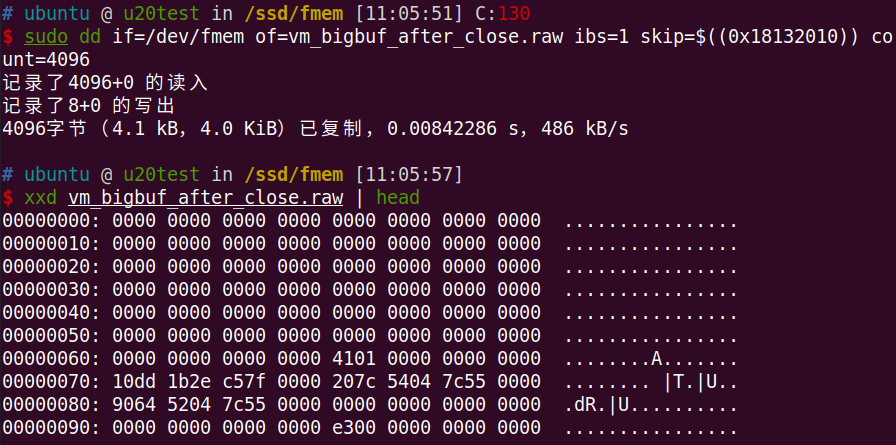 # ubuntu @ u20test in /ssd/fmem [11:05:51] C:130
$ sudo dd if=/dev/fmem of=vm_bigbuf_after_close.raw ibs=1 skip=$((0x18132010)) co
unt=4096
记录了4096+0 的读入
记录了8+0 的写出
4096字节（4.1 kB，4.0 KiB）已复制，0.00842286 s，486 kB/s

# ubuntu @ u20test in /ssd/fmem [11:05:57]
$ xxd vm_bigbuf_after_close.raw | head
00000000: 0000 0000 0000 0000 0000 0000 0000 0000  ................
00000010: 0000 0000 0000 0000 0000 0000 0000 0000  ................
00000020: 0000 0000 0000 0000 0000 0000 0000 0000  ................
00000030: 0000 0000 0000 0000 0000 0000 0000 0000  ................
00000040: 0000 0000 0000 0000 0000 0000 0000 0000  ................
00000050: 0000 0000 0000 0000 0000 0000 0000 0000  ................
00000060: 0000 0000 0000 0000 4101 0000 0000 0000  ........A.......
00000070: 10dd 1b2e c57f 0000 207c 5404 7c55 0000  ........ |T.|U..
00000080: 9064 5204 7c55 0000 0000 0000 0000 0000  .dR.|U..........
00000090: 0000 0000 0000 0000 e300 0000 0000 0000  ................